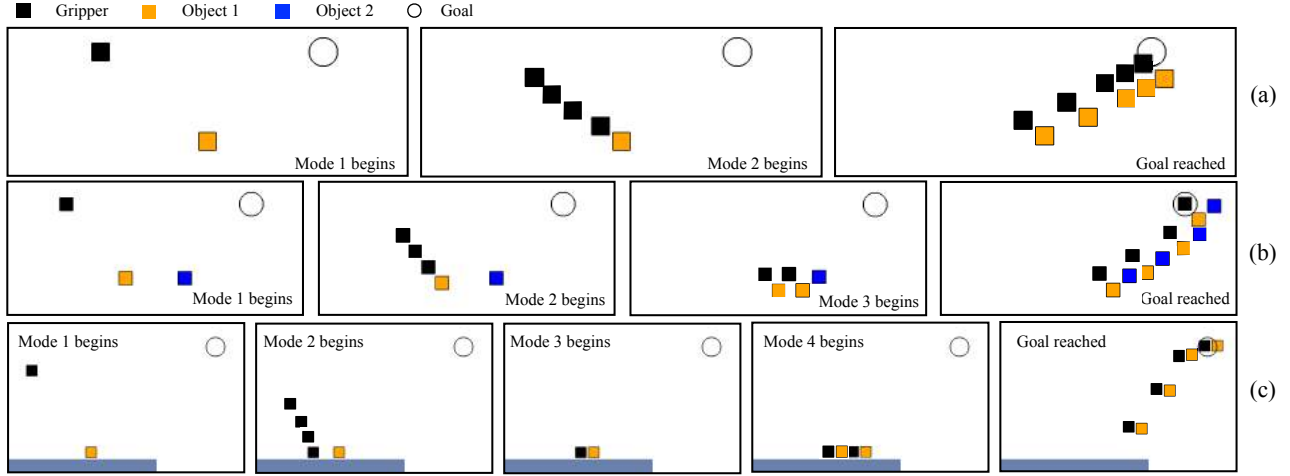 Gripper Object 1 Object 2 Goal
Mode 1 begins Mode 2 begins Goal reached (a)
Mode 1 begins Mode 2 begins Mode 3 begins Goal reached (b)
Mode 1 begins Mode 2 begins Mode 3 begins Mode 4 begins Goal reached
(c)